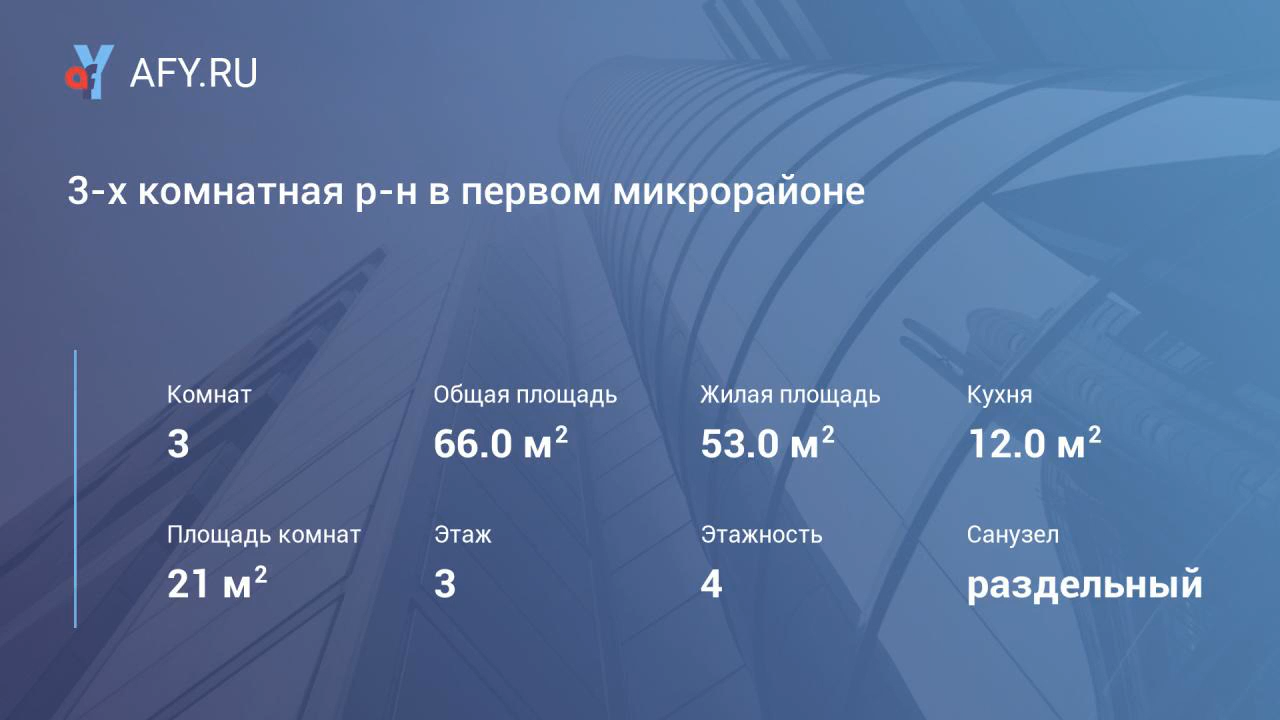 AFY.RU
3-х комнатная р-н в первом микрорайоне
Комнат
3
Общая площадь
66.0 м²
Жилая площадь
53.0 м²
Кухня
12.0 м²
Площадь комнат
21 м²
Этаж
3
Этажность
4
Санузел
раздельный